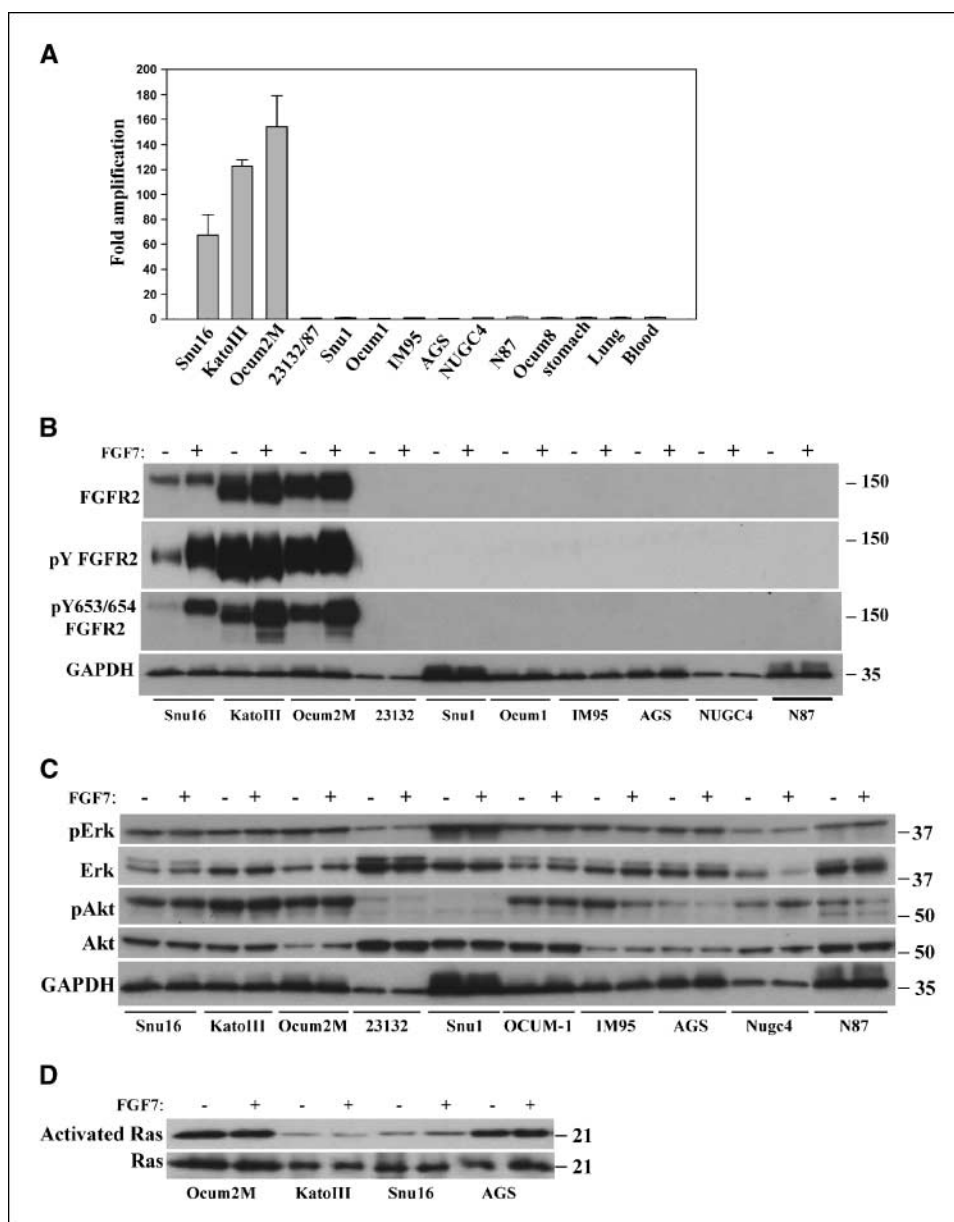 A
Fold amplification
200
180
160
140
120
100
80
60
40
20
0
Snu16
KatoIII
Ocum2M
23132/87
Snu1
Ocum1
IM95
AGS
NUGC4
N87
Ocum8
stomach
Lung
Blood
B
FGF7: - + - + - + - + - + - + - + - + - + - +
FGFR2 – 150
pY FGFR2 – 150
pY653/654
FGFR2 – 150
GAPDH – 35
Snu16 KatoIII Ocum2M 23132 Snu1 Ocum1 IM95 AGS NUGC4 N87
C
FGF7: - + - + - + - + - + - + - + - + - + - +
pErk –37
Erk –37
pAkt –50
Akt –50
GAPDH –35
Snu16 KatoIII Ocum2M 23132 Snu1 OCUM-1 IM95 AGS Nugc4 N87
D
FGF7: - + - + - + - +
Activated Ras –21
Ras –21
Ocum2M KatoIII Snu16 AGS